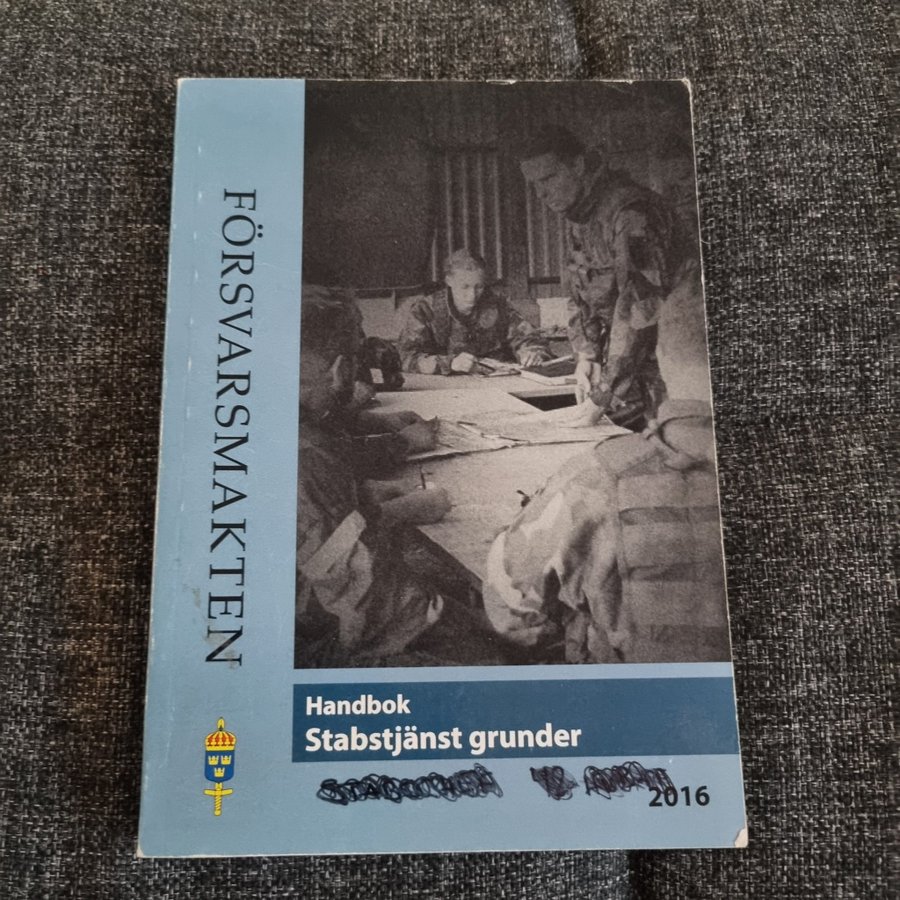 FÖRSVARSMAKTEN
Handbok
Stabstjänst grunder
2016